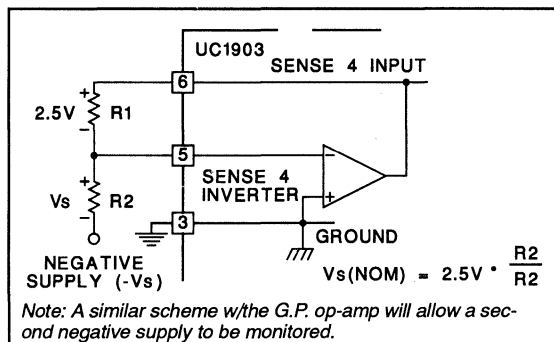 UC1903
6
SENSE 4 INPUT
+
2.5V R1
−
5
−
SENSE 4
INVERTER
+
+
Vs R2
−
3
GROUND
NEGATIVE
SUPPLY (-Vs)
Vs(NOM) = 2.5V • R2
R2
Note: A similar scheme w/the G.P. op-amp will allow a sec-
ond negative supply to be monitored.